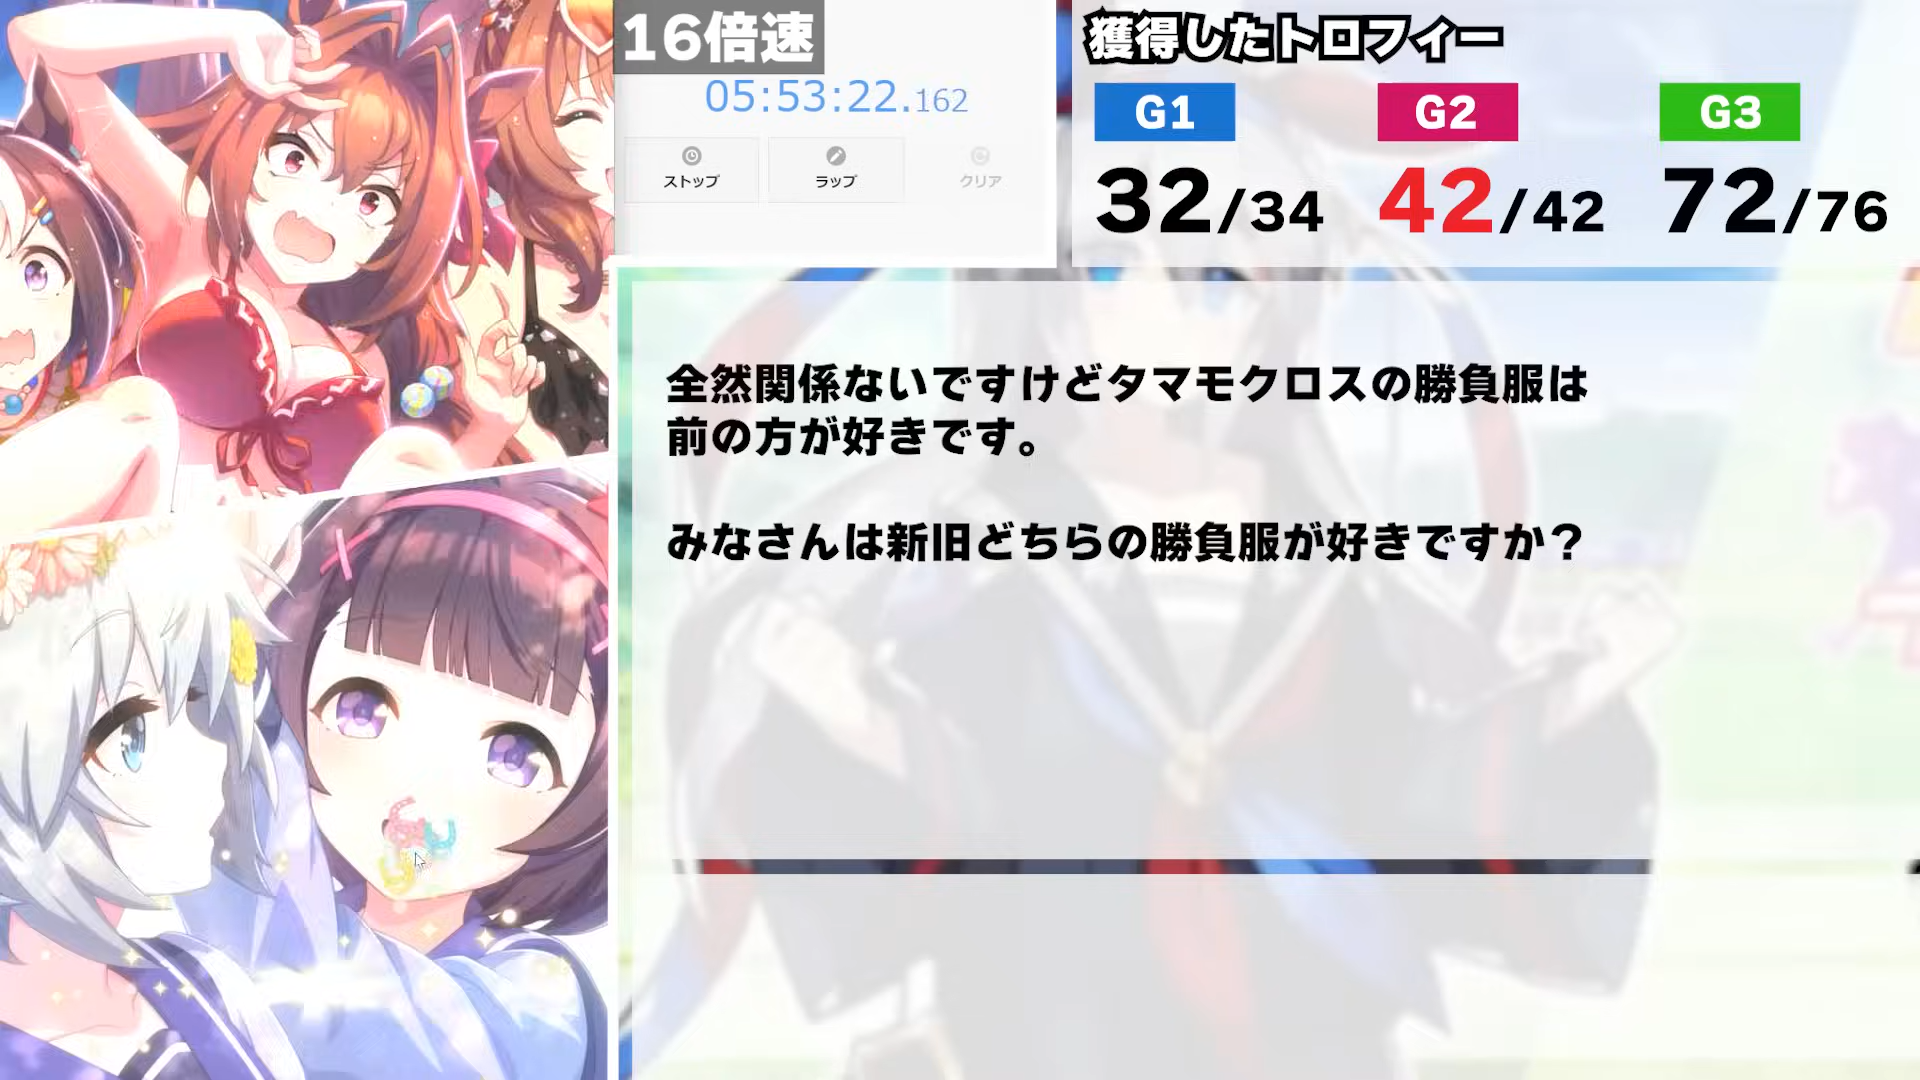 16倍速
05:53:22.162
ストップ
ラップ
クリア
獲得したトロフィー
G1
G2
G3
32/34
42/42
72/76
全然関係ないですけどタマモクロスの勝負服は
前の方が好きです。
みなさんは新旧どちらの勝負服が好きですか？